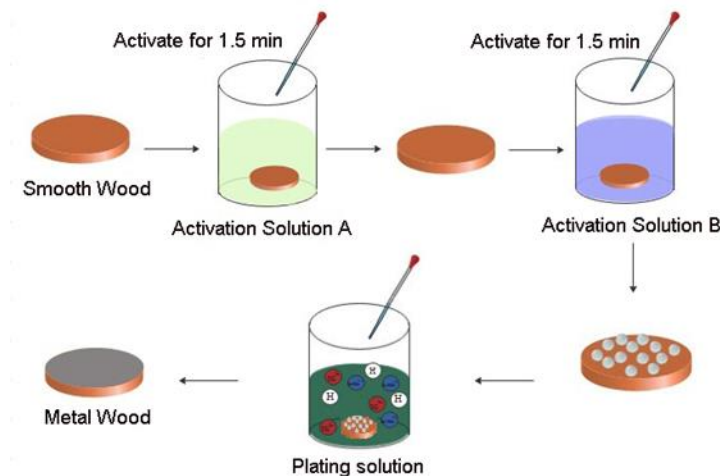 Activate for 1.5 min
Activate for 1.5 min
Smooth Wood
Activation Solution A
Activation Solution B
H
H
H
Metal Wood
Plating solution